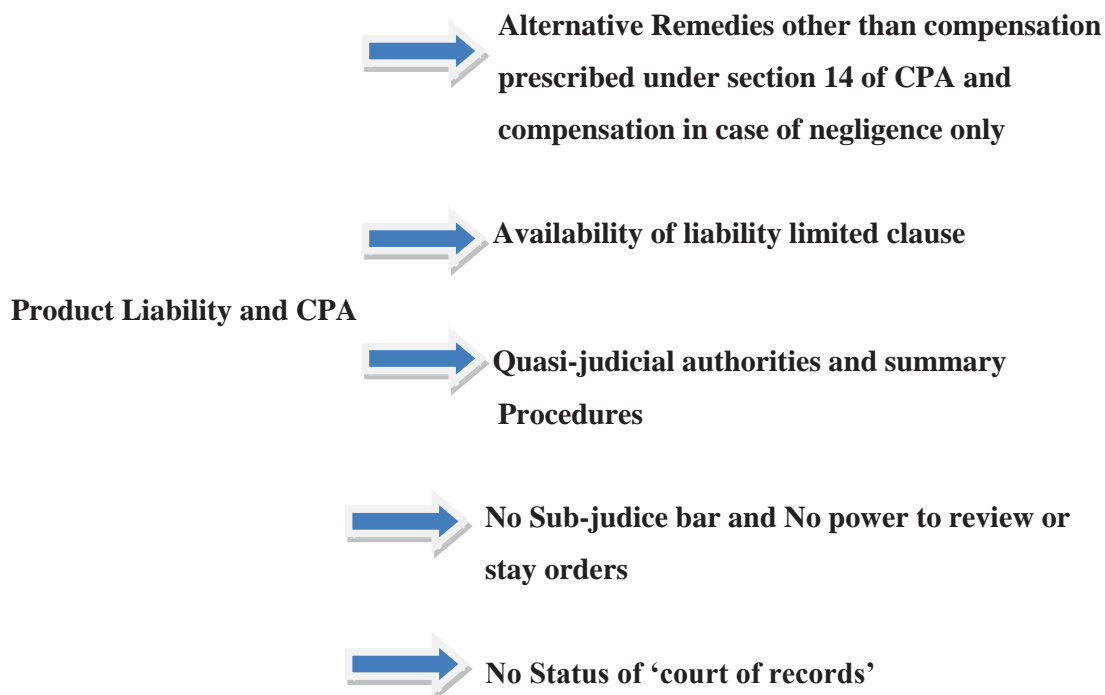 Alternative Remedies other than compensation
prescribed under section 14 of CPA and
compensation in case of negligence only
Availability of liability limited clause
Product Liability and CPA
Quasi-judicial authorities and summary
Procedures
No Sub-judice bar and No power to review or
stay orders
No Status of ‘court of records’